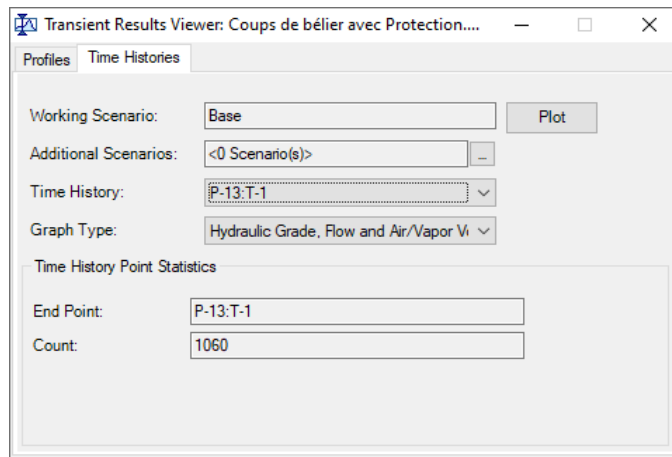 Transient Results Viewer: Coups de bélier avec Protection....
Profiles Time Histories
Working Scenario: Base Plot
Additional Scenarios: <0 Scenario(s)> ...
Time History: P-13:T-1
Graph Type: Hydraulic Grade, Flow and Air/Vapor
Time History Point Statistics
End Point: P-13:T-1
Count: 1060